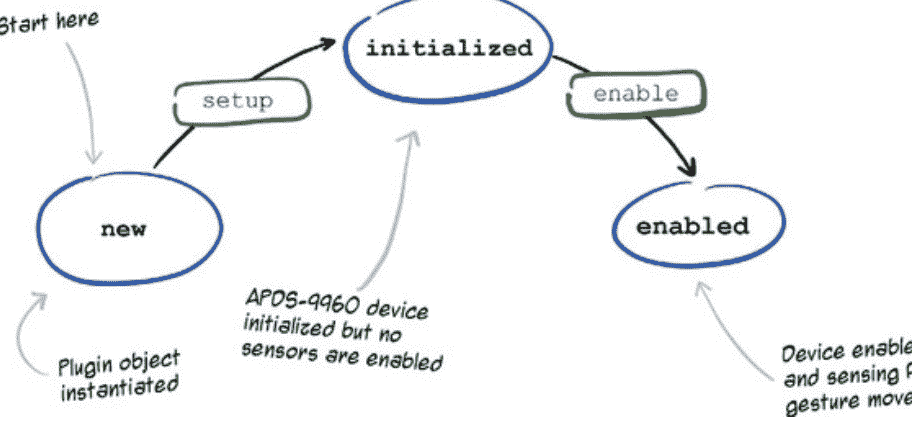 Start here
initialized
setup
enable
new
enabled
APDS-9960 device
initialized but no
sensors are enabled
Plugin object
instantiated
Device enable
and sensing
gesture move